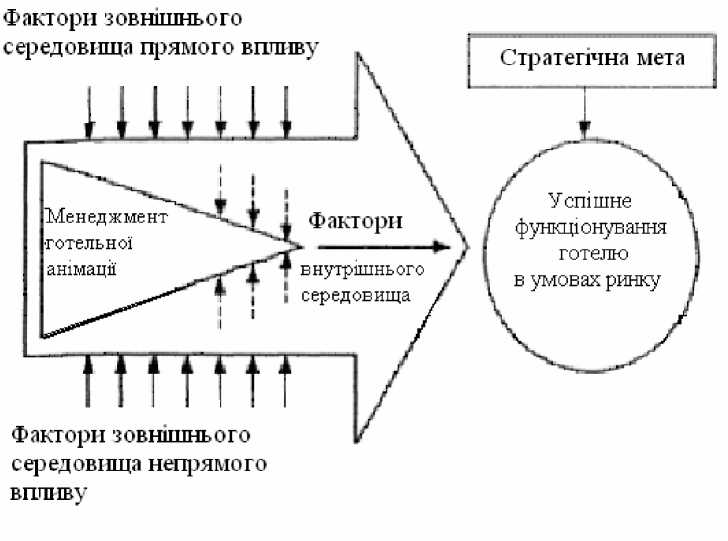 Фактори зовнішнього
середовища прямого впливу
Стратегічна мета
Менеджмент
готельної
анімації
Фактори
внутрішнього
середовища
Успішне
функціонування
готелю
в умовах ринку
Фактори зовнішнього
середовища непрямого
впливу